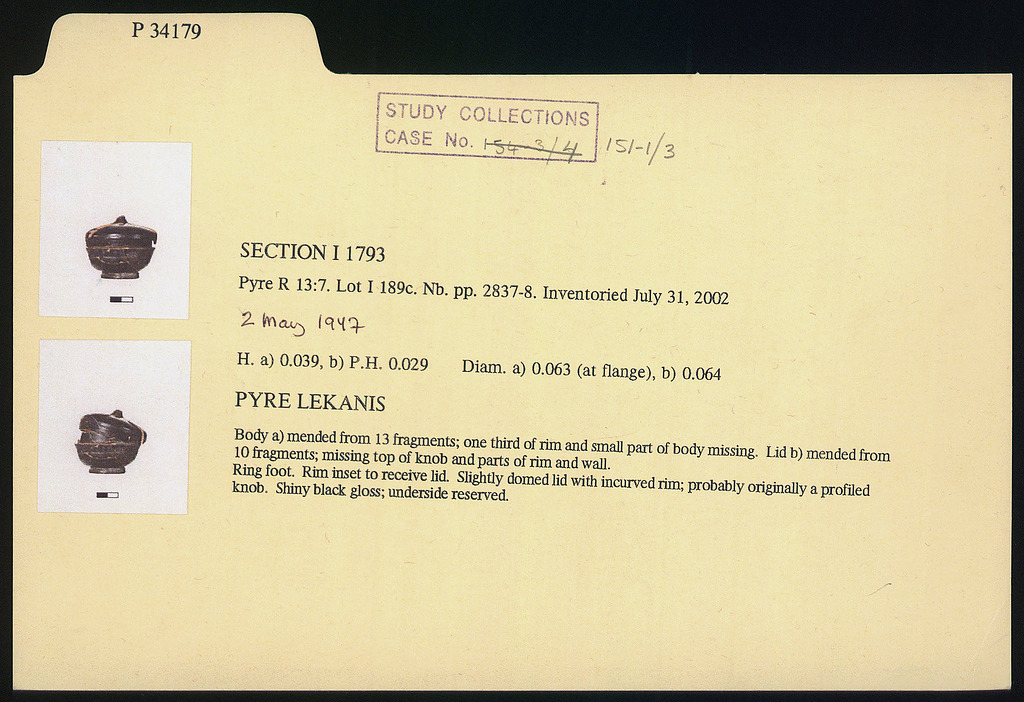 P 34179
STUDY COLLECTIONS
CASE No. 154-3/4 151-1/3
SECTION I 1793
Pyre R 13:7. Lot I 189c. Nb. pp. 2837-8. Inventoried July 31, 2002
2 May 1947
H. a) 0.039, b) P.H. 0.029 Diam. a) 0.063 (at flange), b) 0.064
PYRE LEKANIS
Body a) mended from 13 fragments; one third of rim and small part of body missing. Lid b) mended from
10 fragments; missing top of knob and parts of rim and wall.
Ring foot. Rim inset to receive lid. Slightly domed lid with incurved rim; probably originally a profiled
knob. Shiny black gloss; underside reserved.